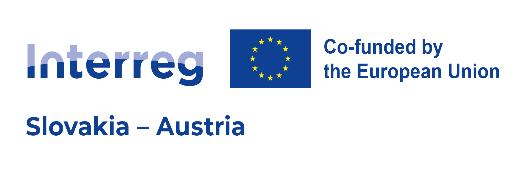 Interreg
Co-funded by
the European Union
Slovakia – Austria